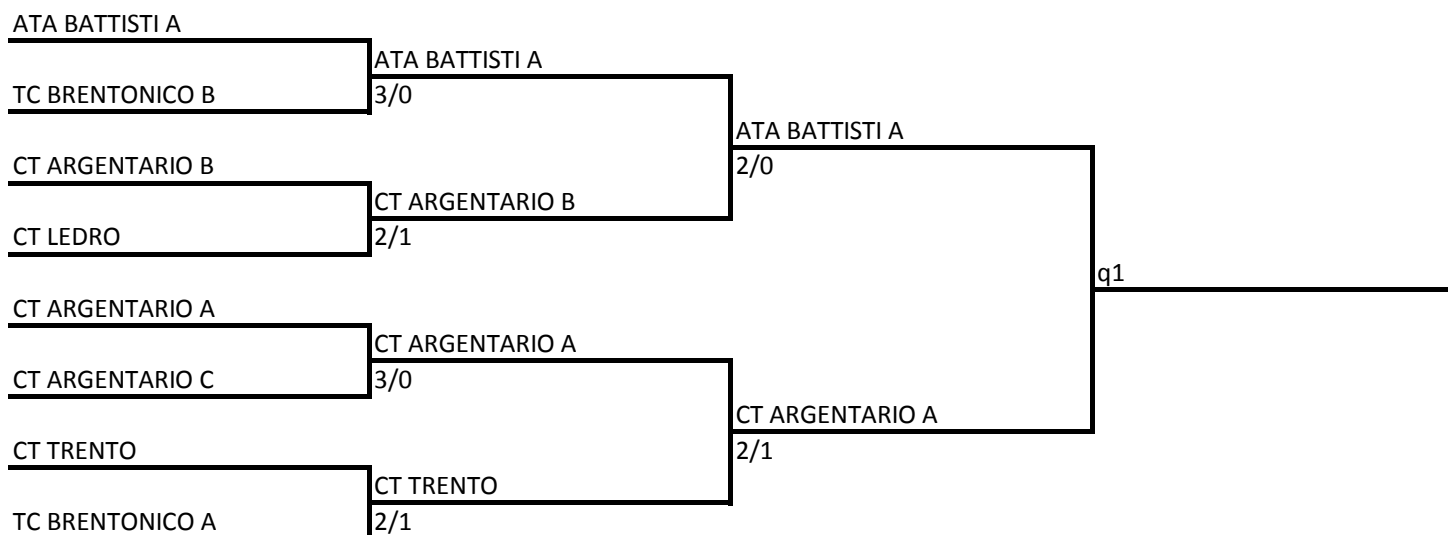 ATA BATTISTI A
ATA BATTISTI A
TC BRENTONICO B
3/0
ATA BATTISTI A
CT ARGENTARIO B
2/0
CT ARGENTARIO B
CT LEDRO
2/1
q1
CT ARGENTARIO A
CT ARGENTARIO A
CT ARGENTARIO C
3/0
CT ARGENTARIO A
CT TRENTO
2/1
CT TRENTO
TC BRENTONICO A
2/1